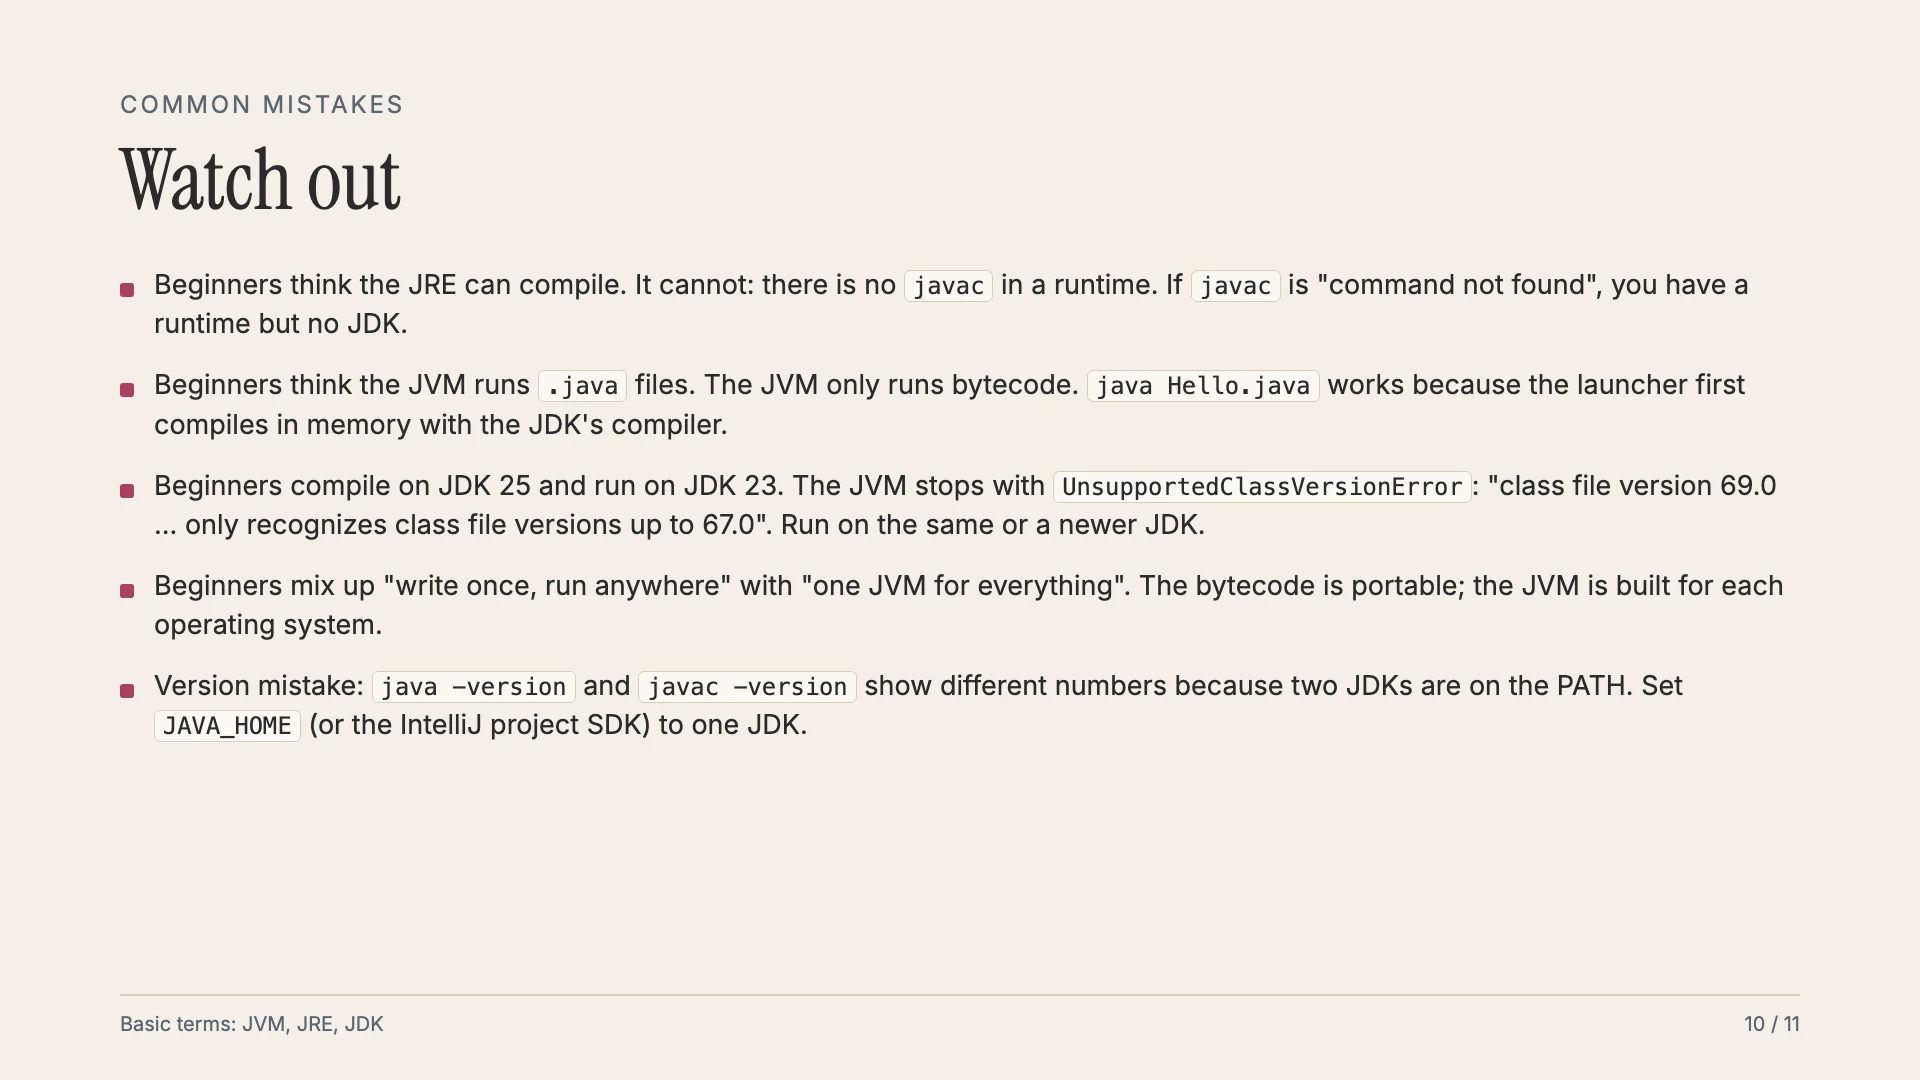 COMMON MISTAKES
Watch out
Beginners think the JRE can compile. It cannot: there is no javac in a runtime. If javac is "command not found", you have a
runtime but no JDK.
Beginners think the JVM runs .java files. The JVM only runs bytecode. java Hello.java works because the launcher first
compiles in memory with the JDK's compiler.
Beginners compile on JDK 25 and run on JDK 23. The JVM stops with UnsupportedClassVersionError: "class file version 69.0
... only recognizes class file versions up to 67.0". Run on the same or a newer JDK.
Beginners mix up "write once, run anywhere" with "one JVM for everything". The bytecode is portable; the JVM is built for each
operating system.
Version mistake: java -version and javac -version show different numbers because two JDKs are on the PATH. Set
JAVA_HOME (or the IntelliJ project SDK) to one JDK.
Basic terms: JVM, JRE, JDK
10 / 11